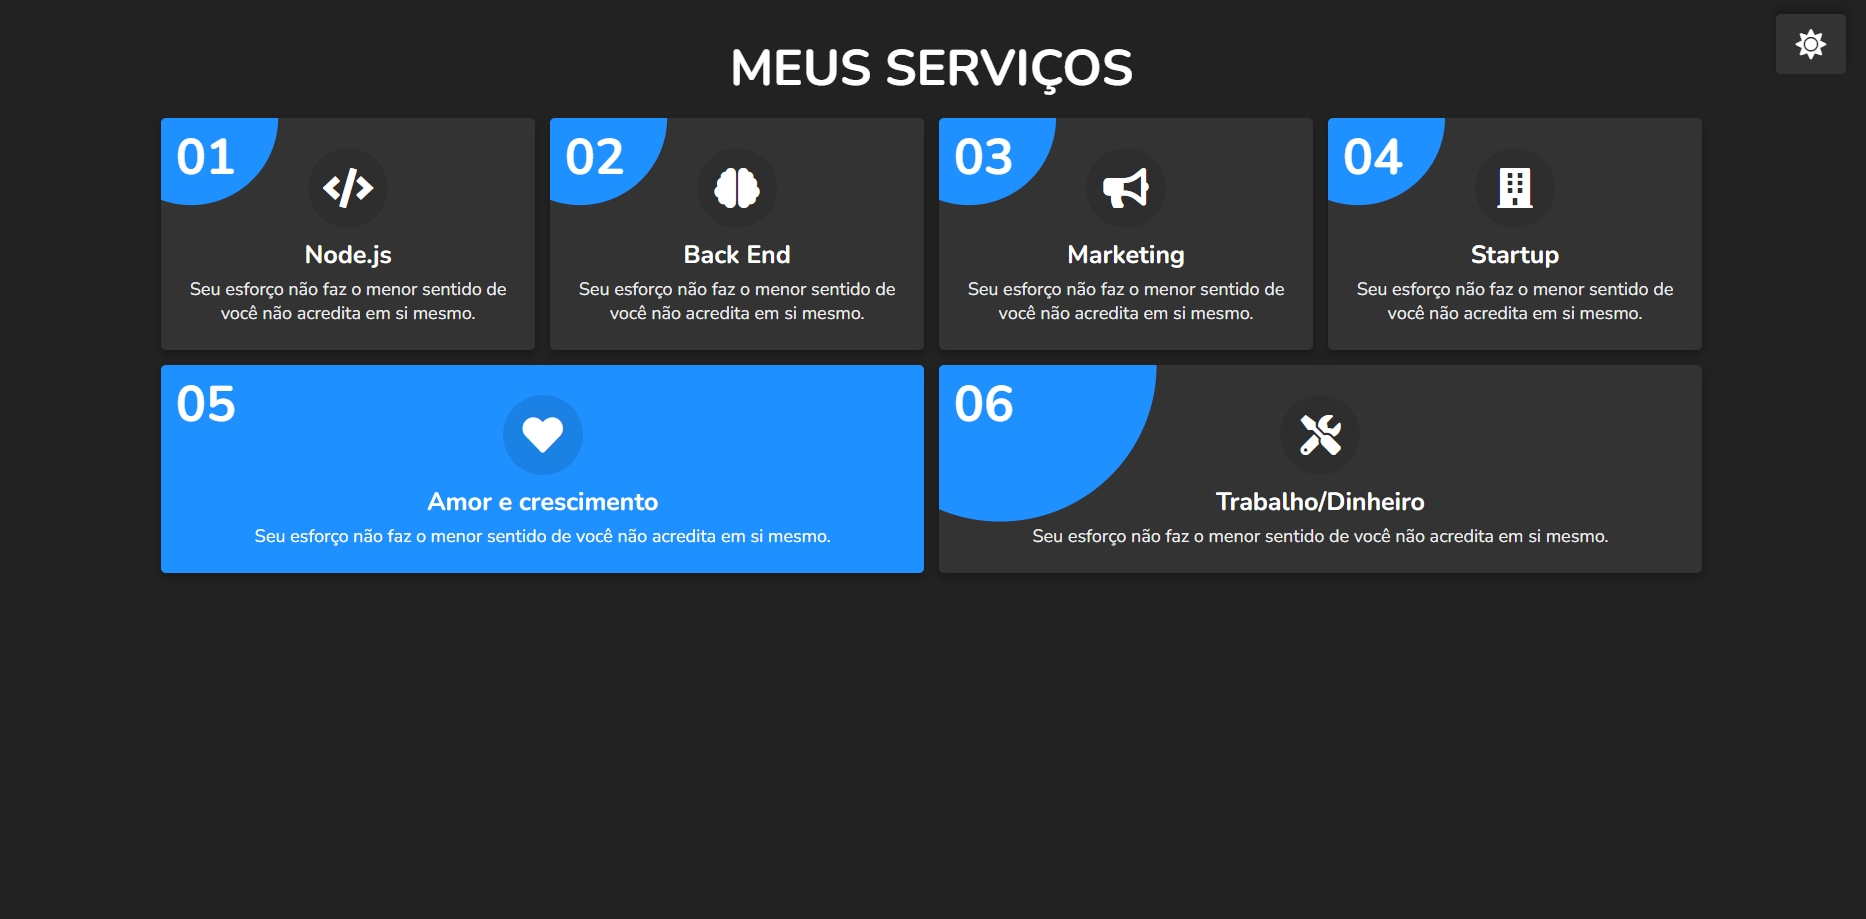 MEUS SERVIÇOS
01
Node.js
Seu esforço não faz o menor sentido de
você não acredita em si mesmo.
02
Back End
Seu esforço não faz o menor sentido de
você não acredita em si mesmo.
03
Marketing
Seu esforço não faz o menor sentido de
você não acredita em si mesmo.
04
Startup
Seu esforço não faz o menor sentido de
você não acredita em si mesmo.
05
Amor e crescimento
Seu esforço não faz o menor sentido de você não acredita em si mesmo.
06
Trabalho/Dinheiro
Seu esforço não faz o menor sentido de você não acredita em si mesmo.